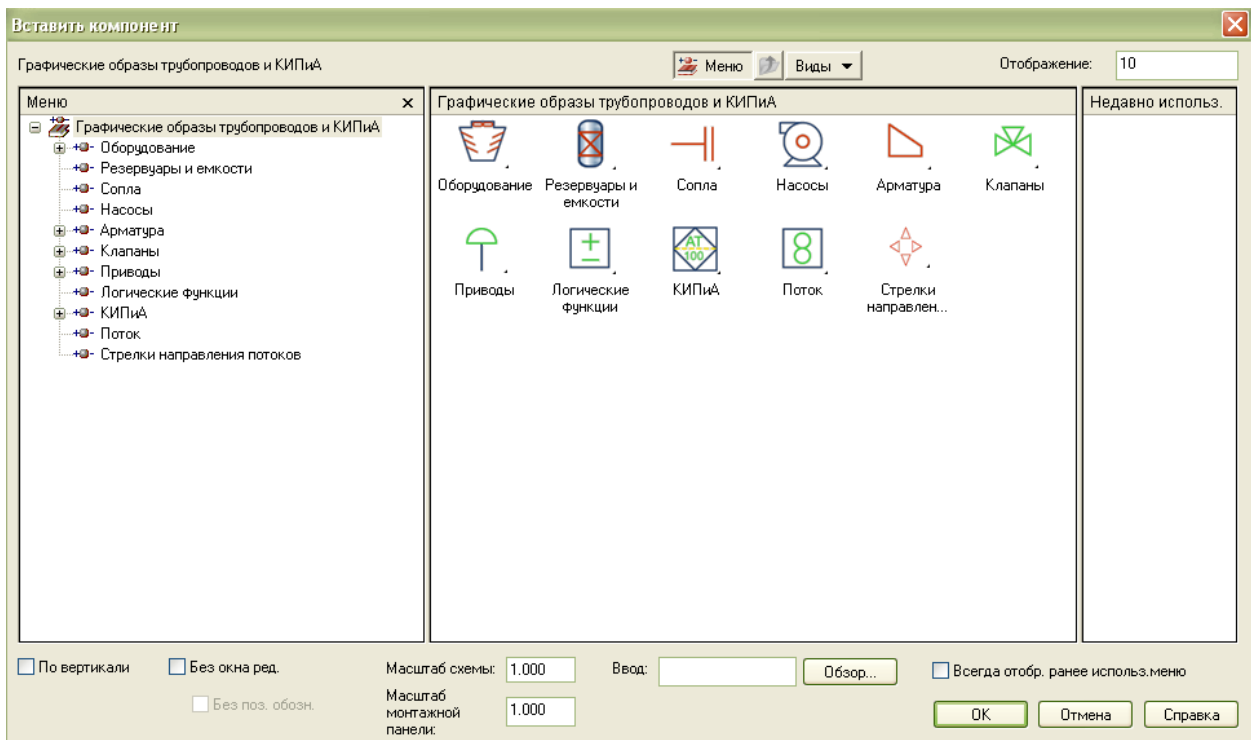 Вставить компонент
Графические образы трубопроводов и КИПиА
Меню
Виды
Отображение:
10
Меню
Графические образы трубопроводов и КИПиА
Оборудование
Резервуары и емкости
Сопла
Насосы
Арматура
Клапаны
Приводы
Логические функции
КИПиА
Поток
Стрелки направления потоков
Графические образы трубопроводов и КИПиА
Оборудование
Резервуары и
емкости
Сопла
Насосы
Арматура
Клапаны
Приводы
Логические
функции
AT
100
КИПиА
Поток
Стрелки
направлен...
Недавно использ.
По вертикали
Без окна ред.
Без поз. обозн.
Масштаб схемы:
1.000
Масштаб
монтажной
панели:
1.000
Ввод:
Обзор...
Всегда отобр. ранее использ.меню
OK
Отмена
Справка